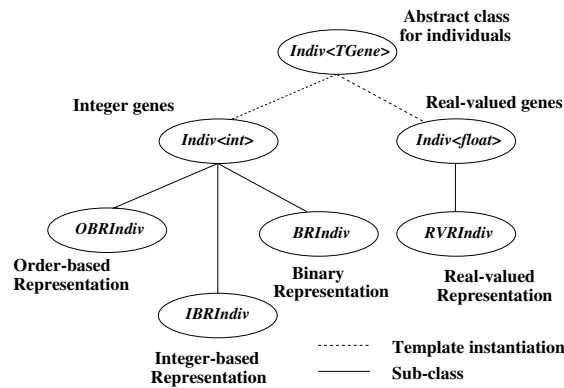 Abstract class
for individuals
Indiv<TGene>
Integer genes
Real-valued genes
Indiv<int>
Indiv<float>
OBRIndiv
BRIndiv
RVRIndiv
Order-based
Representation
Binary
Representation
Real-valued
Representation
IBRIndiv
Integer-based
Representation
Template instantiation
Sub-class